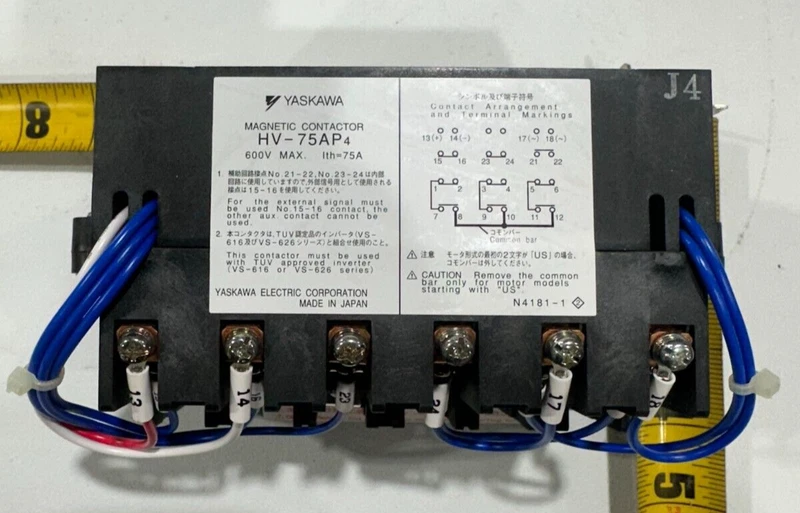 8
J4
YASKAWA
MAGNETIC CONTACTOR
HV-75AP4
600V MAX. Ith=75A
1. 補助回路接点No.21-22, No.23-24は内部
回路に使用していますので、外部信号用として使用される
接点は15-16を使用してください。
For the external signal must
be used No.15-16 contact, the
other aux contact cannot be
used.
2. 本コンタクタは、TUV認定品のインバータ(VS-
616及びVS-626シリーズ)と組合せ使用のこと。
This contactor must be used
with TUV approved inverter
(VS-616 or VS-626 series)
YASKAWA ELECTRIC CORPORATION
MADE IN JAPAN
シンボル及び端子符号
Contact Arrangement
and Terminal Markings
13(+) 14(-) 17(~) 18(~)
15 16 23 24 21 22
1 2 3 4 5 6
7 8 9 10 11 12
コモンバー
Common bar
注意 モータ形式の最初の2文字が「US」の場合、
コモンバーは外してください。
CAUTION Remove the common
bar only for motor models
starting with "US".
N4181-1 2
13
14
16
23
24
17
18
5